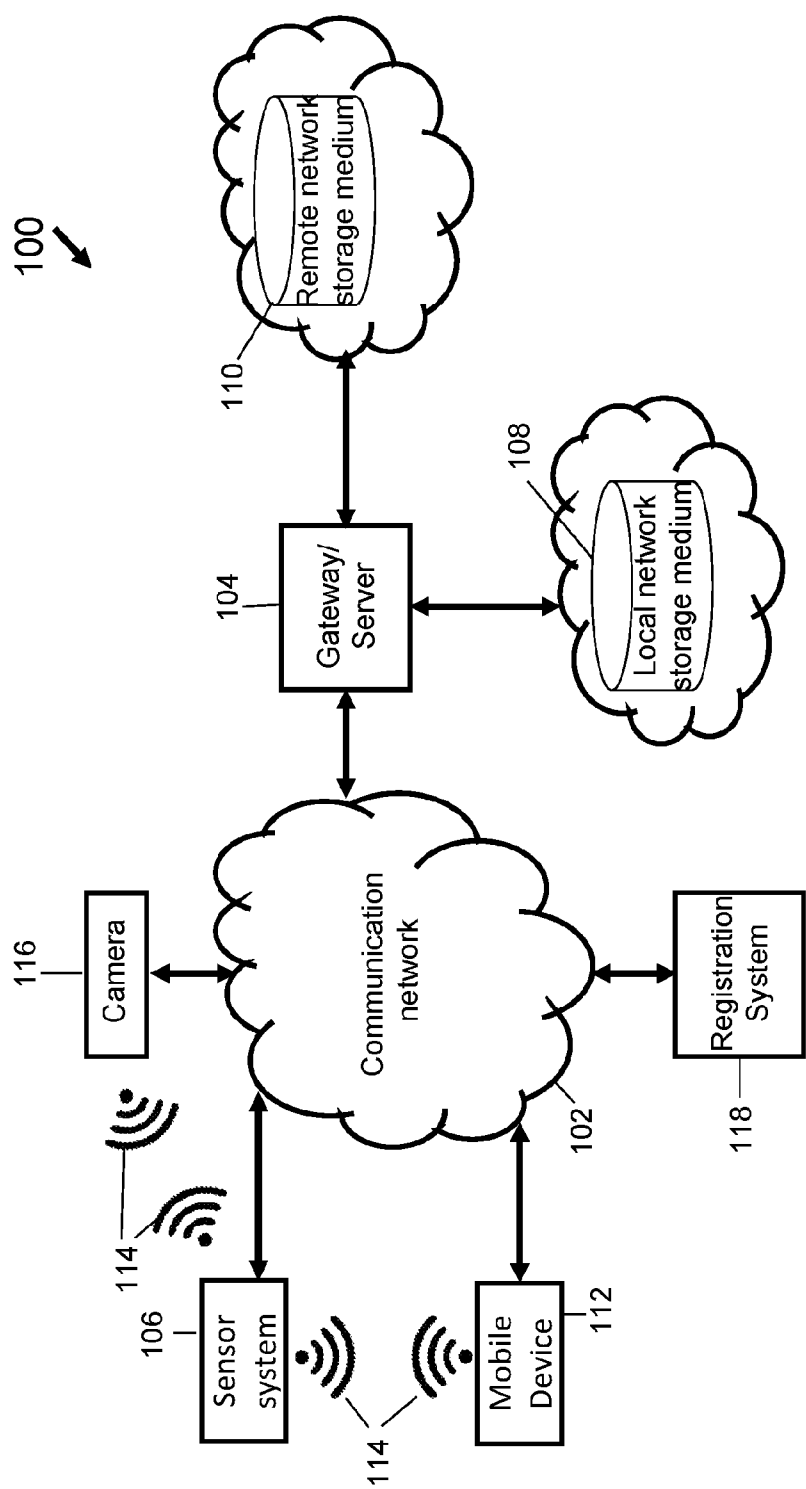 100
116
Camera
114
106
Sensor
system
114
Mobile
Device
112
Communication
network
102
Registration
System
118
104
Gateway/
Server
110
Remote network
storage medium
108
Local network
storage medium